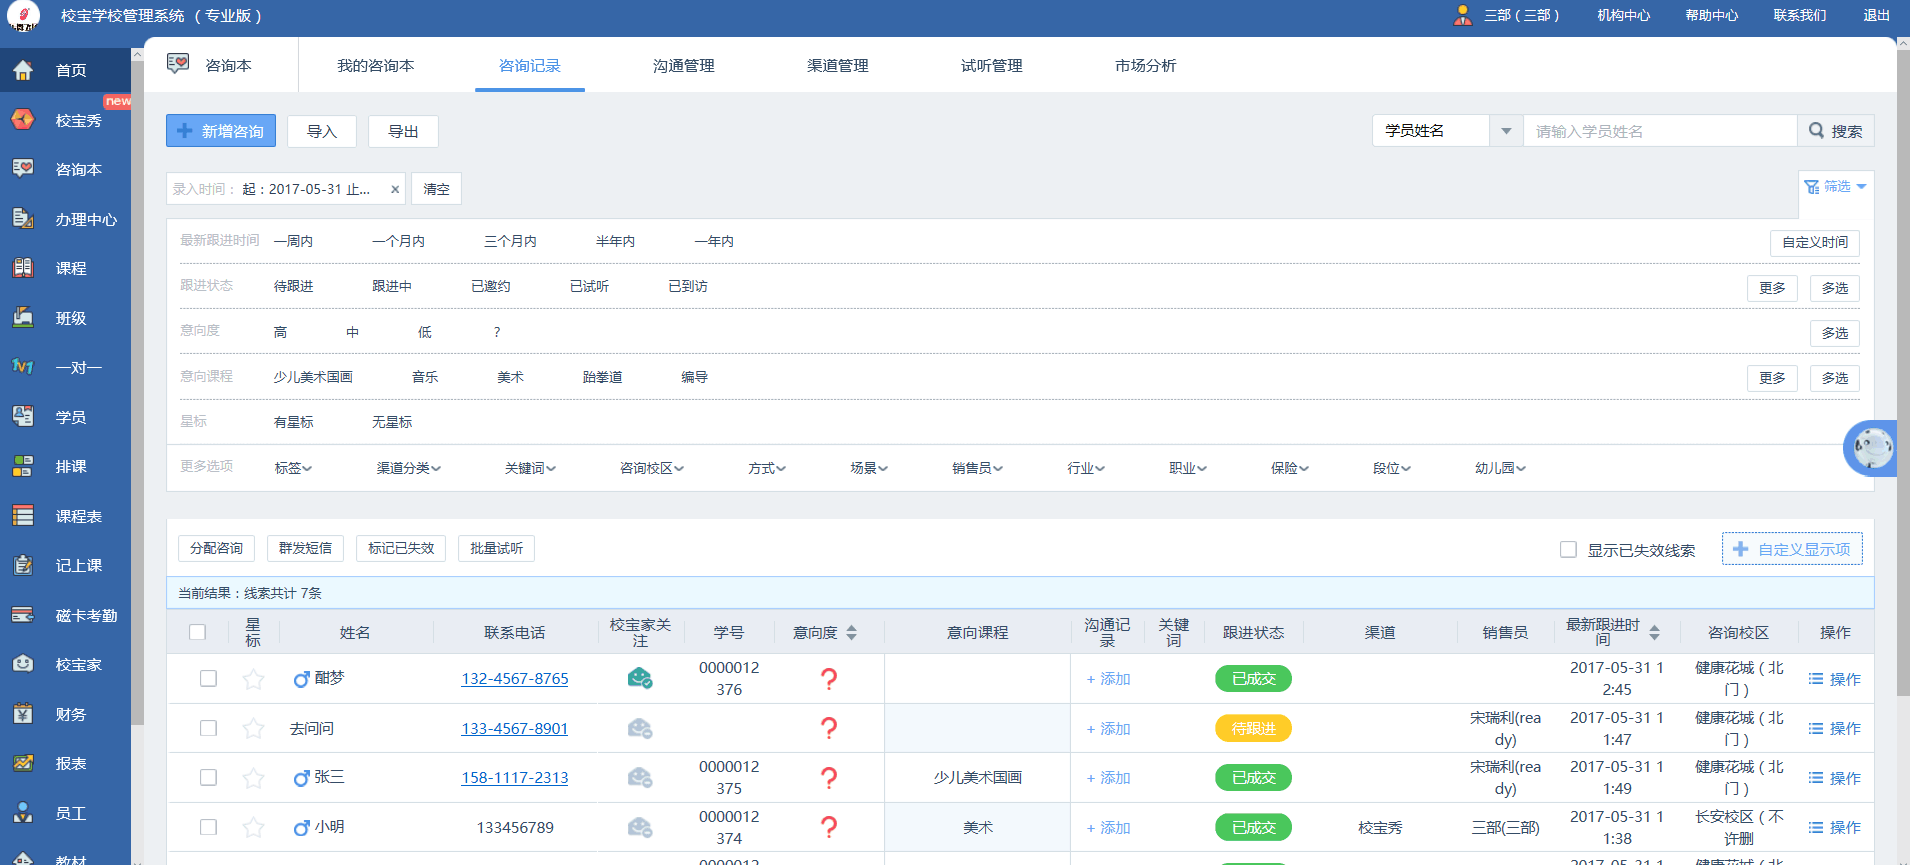 校宝学校管理系统 （ 专业版 ）
三部 ( 三部 )
机构中心
帮助中心
联系我们
退出
首页
new
校宝秀
咨询本
办理中心
课程
班级
一对一
学员
排课
课程表
记上课
磁卡考勤
校宝家
财务
报表
员工
教材
咨询本
我的咨询本
咨询记录
沟通管理
渠道管理
试听管理
市场分析
新增咨询
导入
导出
学员姓名
请输入学员姓名
搜索
录入时间： 起：2017-05-31 止... ×
清空
筛选
最新跟进时间 一周内 一个月内 三个月内 半年内 一年内 自定义时间
跟进状态 待跟进 跟进中 已邀约 已试听 已到访 更多 多选
意向度 高 中 低 ? 多选
意向课程 少儿美术国画 音乐 美术 跆拳道 编导 更多 多选
星标 有星标 无星标
更多选项 标签 渠道分类 关键词 咨询校区 方式 场景 销售员 行业 职业 保险 段位 幼儿园
分配咨询 群发短信 标记已失效 批量试听 显示已失效线索 自定义显示项
当前结果：线索共计 7条
星标 姓名 联系电话 校宝家关注 学号 意向度 意向课程 沟通记录 关键词 跟进状态 渠道 销售员 最新跟进时间 咨询校区 操作
酣梦 132-4567-8765 0000012376 ? + 添加 已成交 2017-05-31 12:45 健康花城 ( 北门 ) 操作
去问问 133-4567-8901 ? + 添加 待跟进 宋瑞利(ready) 2017-05-31 11:47 健康花城 ( 北门 ) 操作
张三 158-1117-2313 0000012375 ? 少儿美术国画 + 添加 已成交 宋瑞利(ready) 2017-05-31 11:49 健康花城 ( 北门 ) 操作
小明 133456789 0000012374 ? 美术 + 添加 已成交 校宝秀 三部(三部) 2017-05-31 11:38 长安校区 ( 不许删 操作
0000012 2017-05-31 1 健康花城 ( 北